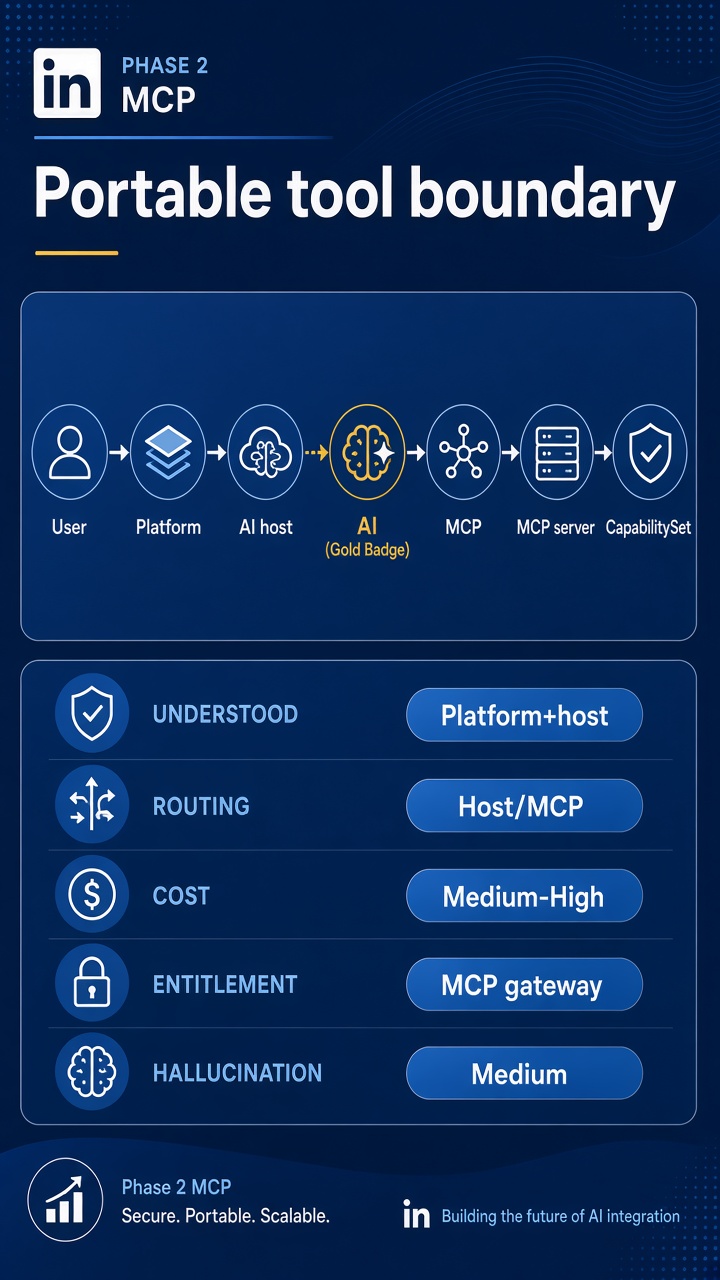 in
PHASE 2
MCP
Portable tool boundary
User
Platform
AI host
AI
(Gold Badge)
MCP
MCP server
CapabilitySet
UNDERSTOOD
Platform+host
ROUTING
Host/MCP
$
COST
Medium-High
ENTITLEMENT
MCP gateway
HALLUCINATION
Medium
Phase 2 MCP
Secure. Portable. Scalable.
in Building the future of AI integration